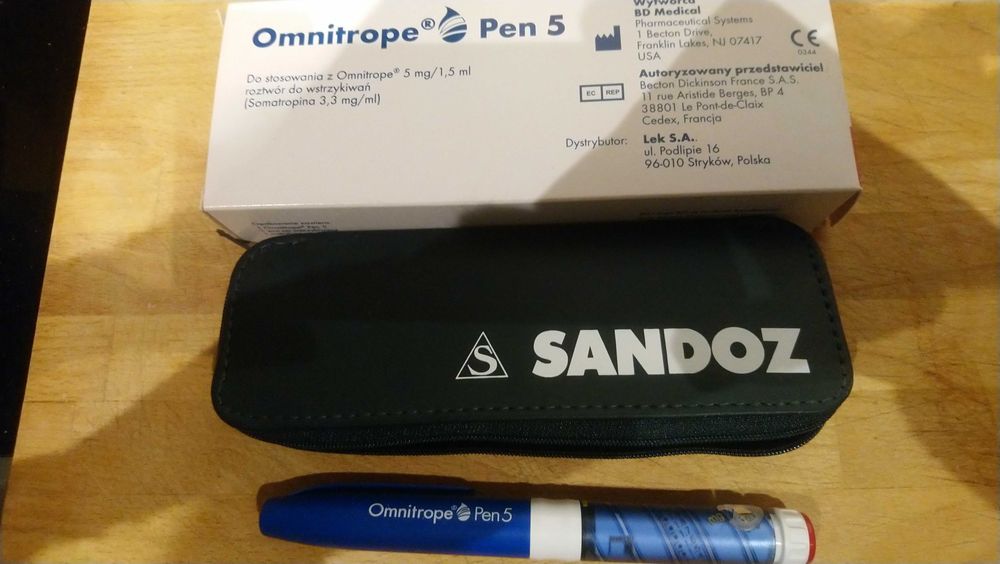 Omnitrope® Pen 5
Do stosowania z Omnitrope® 5 mg/1,5 ml
roztwór do wstrzykiwań
(Somatropina 3,3 mg/ml)
Wytwórca
BD Medical
Pharmaceutical Systems
1 Becton Drive,
Franklin Lakes, NJ 07417
USA
CE
0344
EC REP
Autoryzowany przedstawiciel
Becton Dickinson France S.A.S.
11 rue Aristide Berges, BP 4
38801 Le Pont-de-Claix
Cedex, Francja
Dystrybutor: Lek S.A.
ul. Podlipie 16
96-010 Stryków, Polska
S SANDOZ
Omnitrope Pen 5